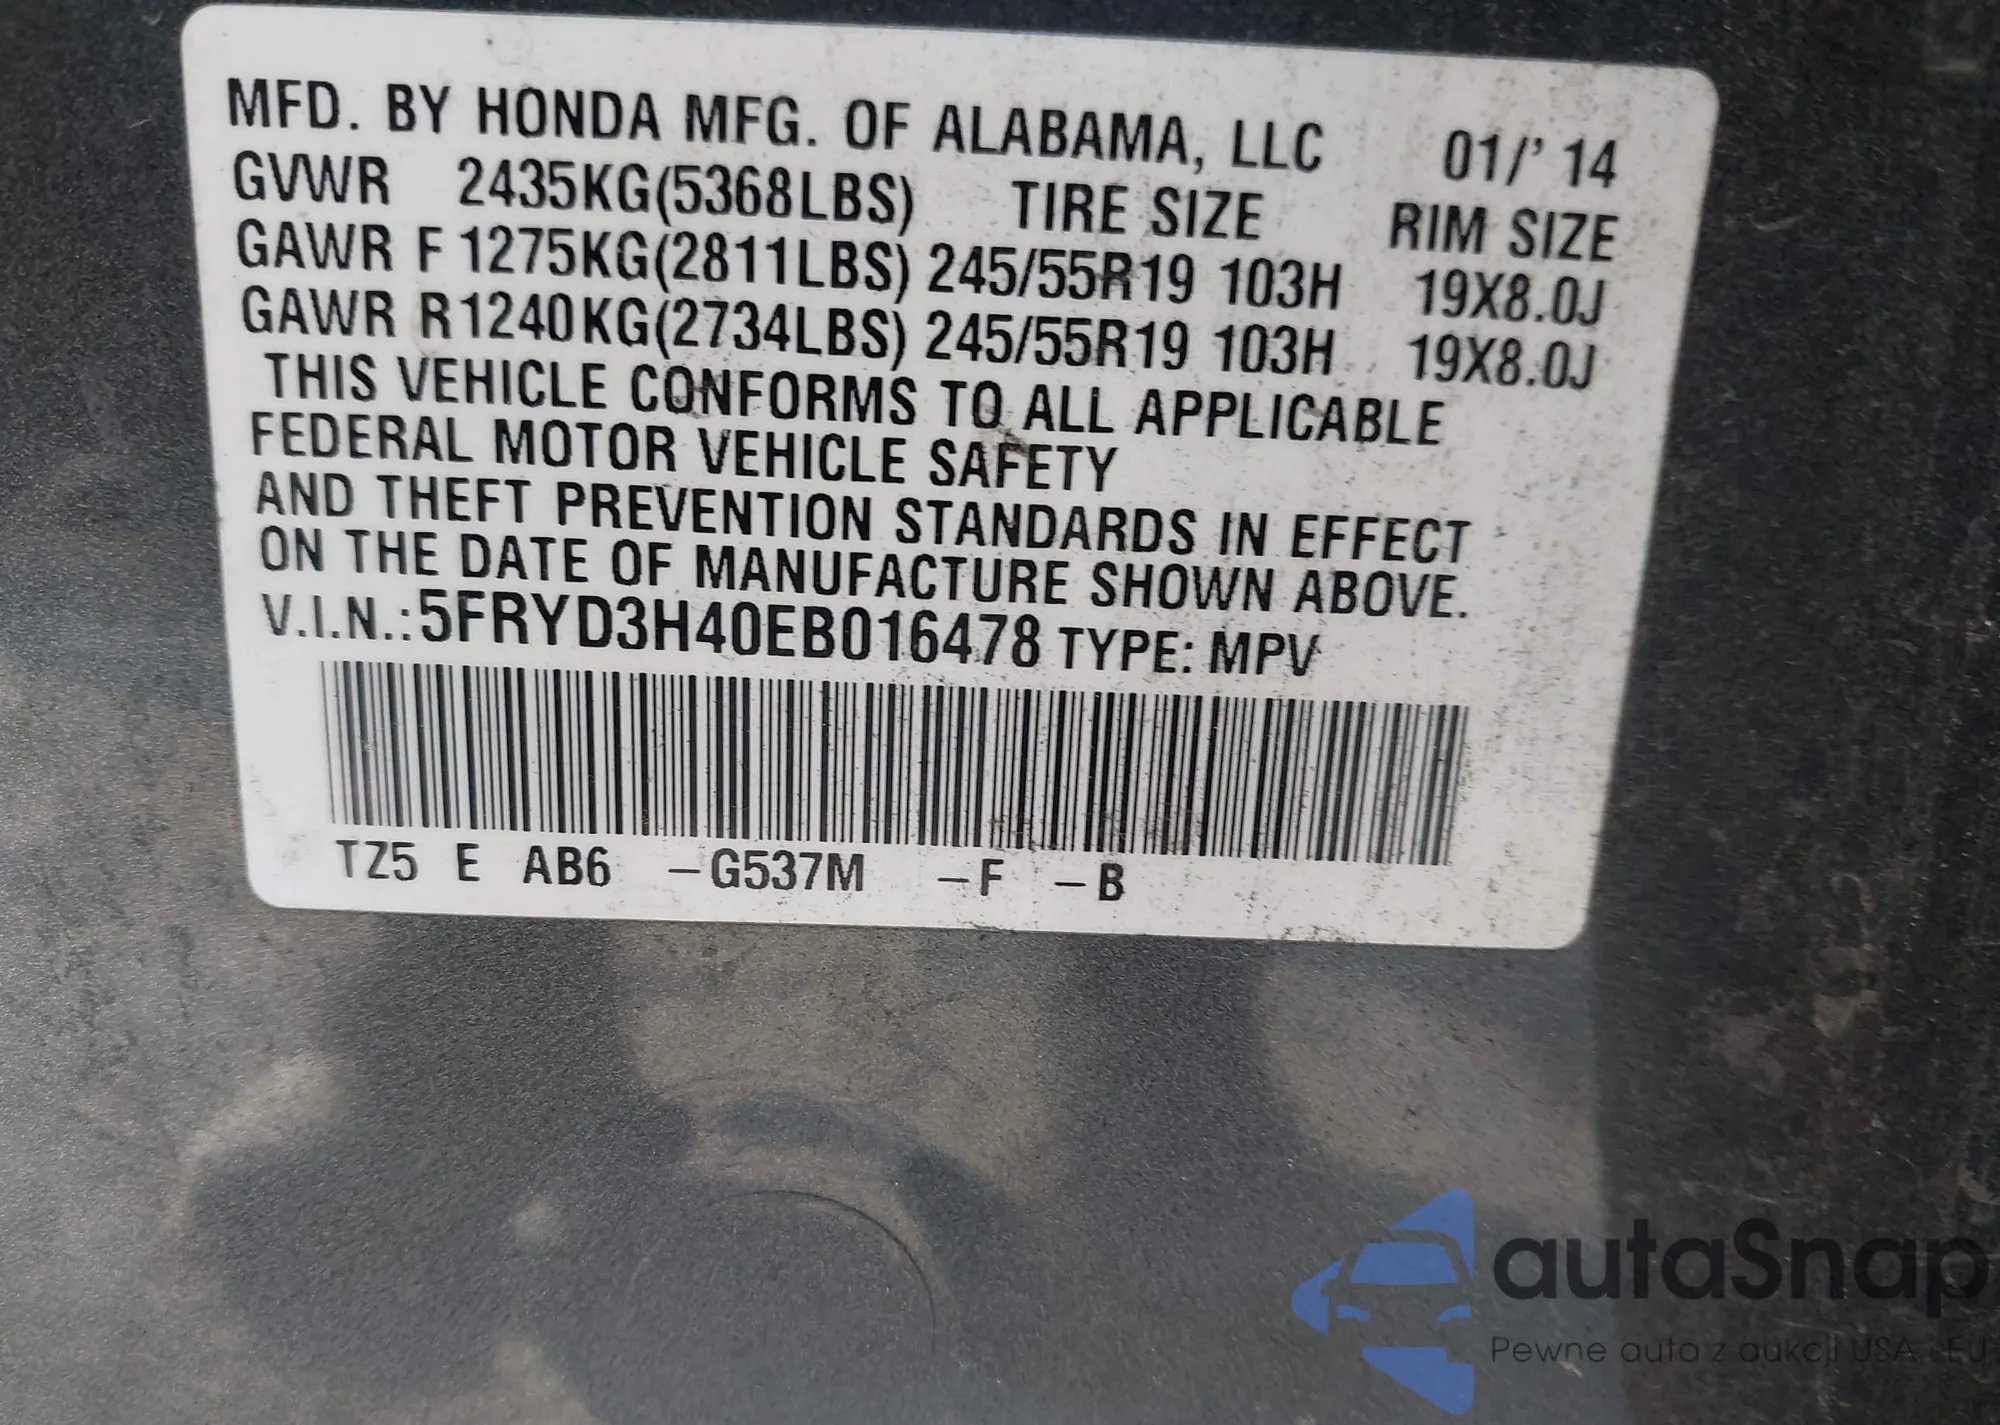 MFD. BY HONDA MFG. OF ALABAMA, LLC 01/'14
GVWR 2435KG(5368LBS) TIRE SIZE RIM SIZE
GAWR F 1275KG(2811LBS) 245/55R19 103H 19X8.0J
GAWR R 1240KG(2734LBS) 245/55R19 103H 19X8.0J
THIS VEHICLE CONFORMS TO ALL APPLICABLE
FEDERAL MOTOR VEHICLE SAFETY
AND THEFT PREVENTION STANDARDS IN EFFECT
ON THE DATE OF MANUFACTURE SHOWN ABOVE.
V.I.N.:5FRYD3H40EB016478 TYPE: MPV
TZ5 E AB6 –G537M –F –B
autaSnap
Pewne auta z aukcji USA i EU